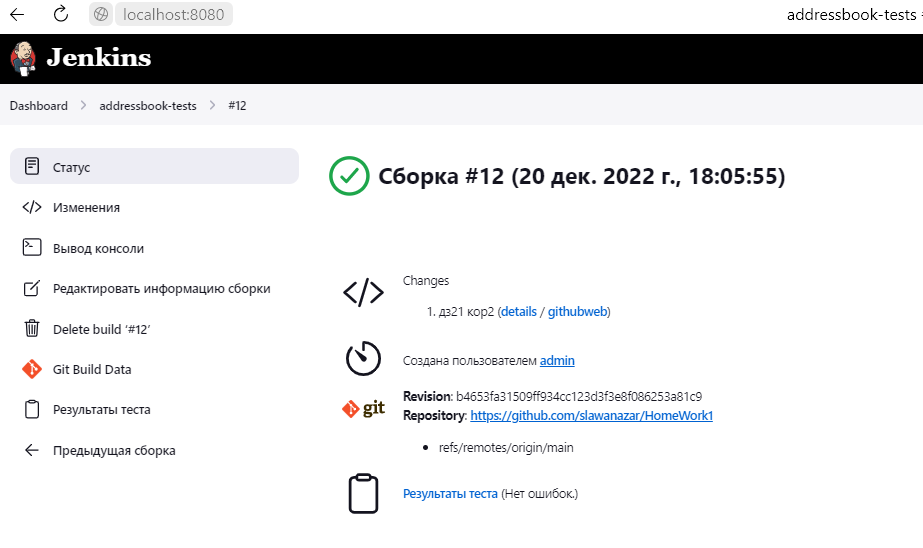 localhost:8080
addressbook-tests
Jenkins
Dashboard
addressbook-tests
#12
Статус
Изменения
Вывод консоли
Редактировать информацию сборки
Delete build ‘#12’
Git Build Data
Результаты теста
Предыдущая сборка
Сборка #12 (20 дек. 2022 г., 18:05:55)
Changes
1. дз21 кор2 (details / githubweb)
Создана пользователем admin
git
Revision: b4653fa31509ff934cc123d3f3e8f086253a81c9
Repository: https://github.com/slawanazar/HomeWork1
refs/remotes/origin/main
Результаты теста (Нет ошибок.)